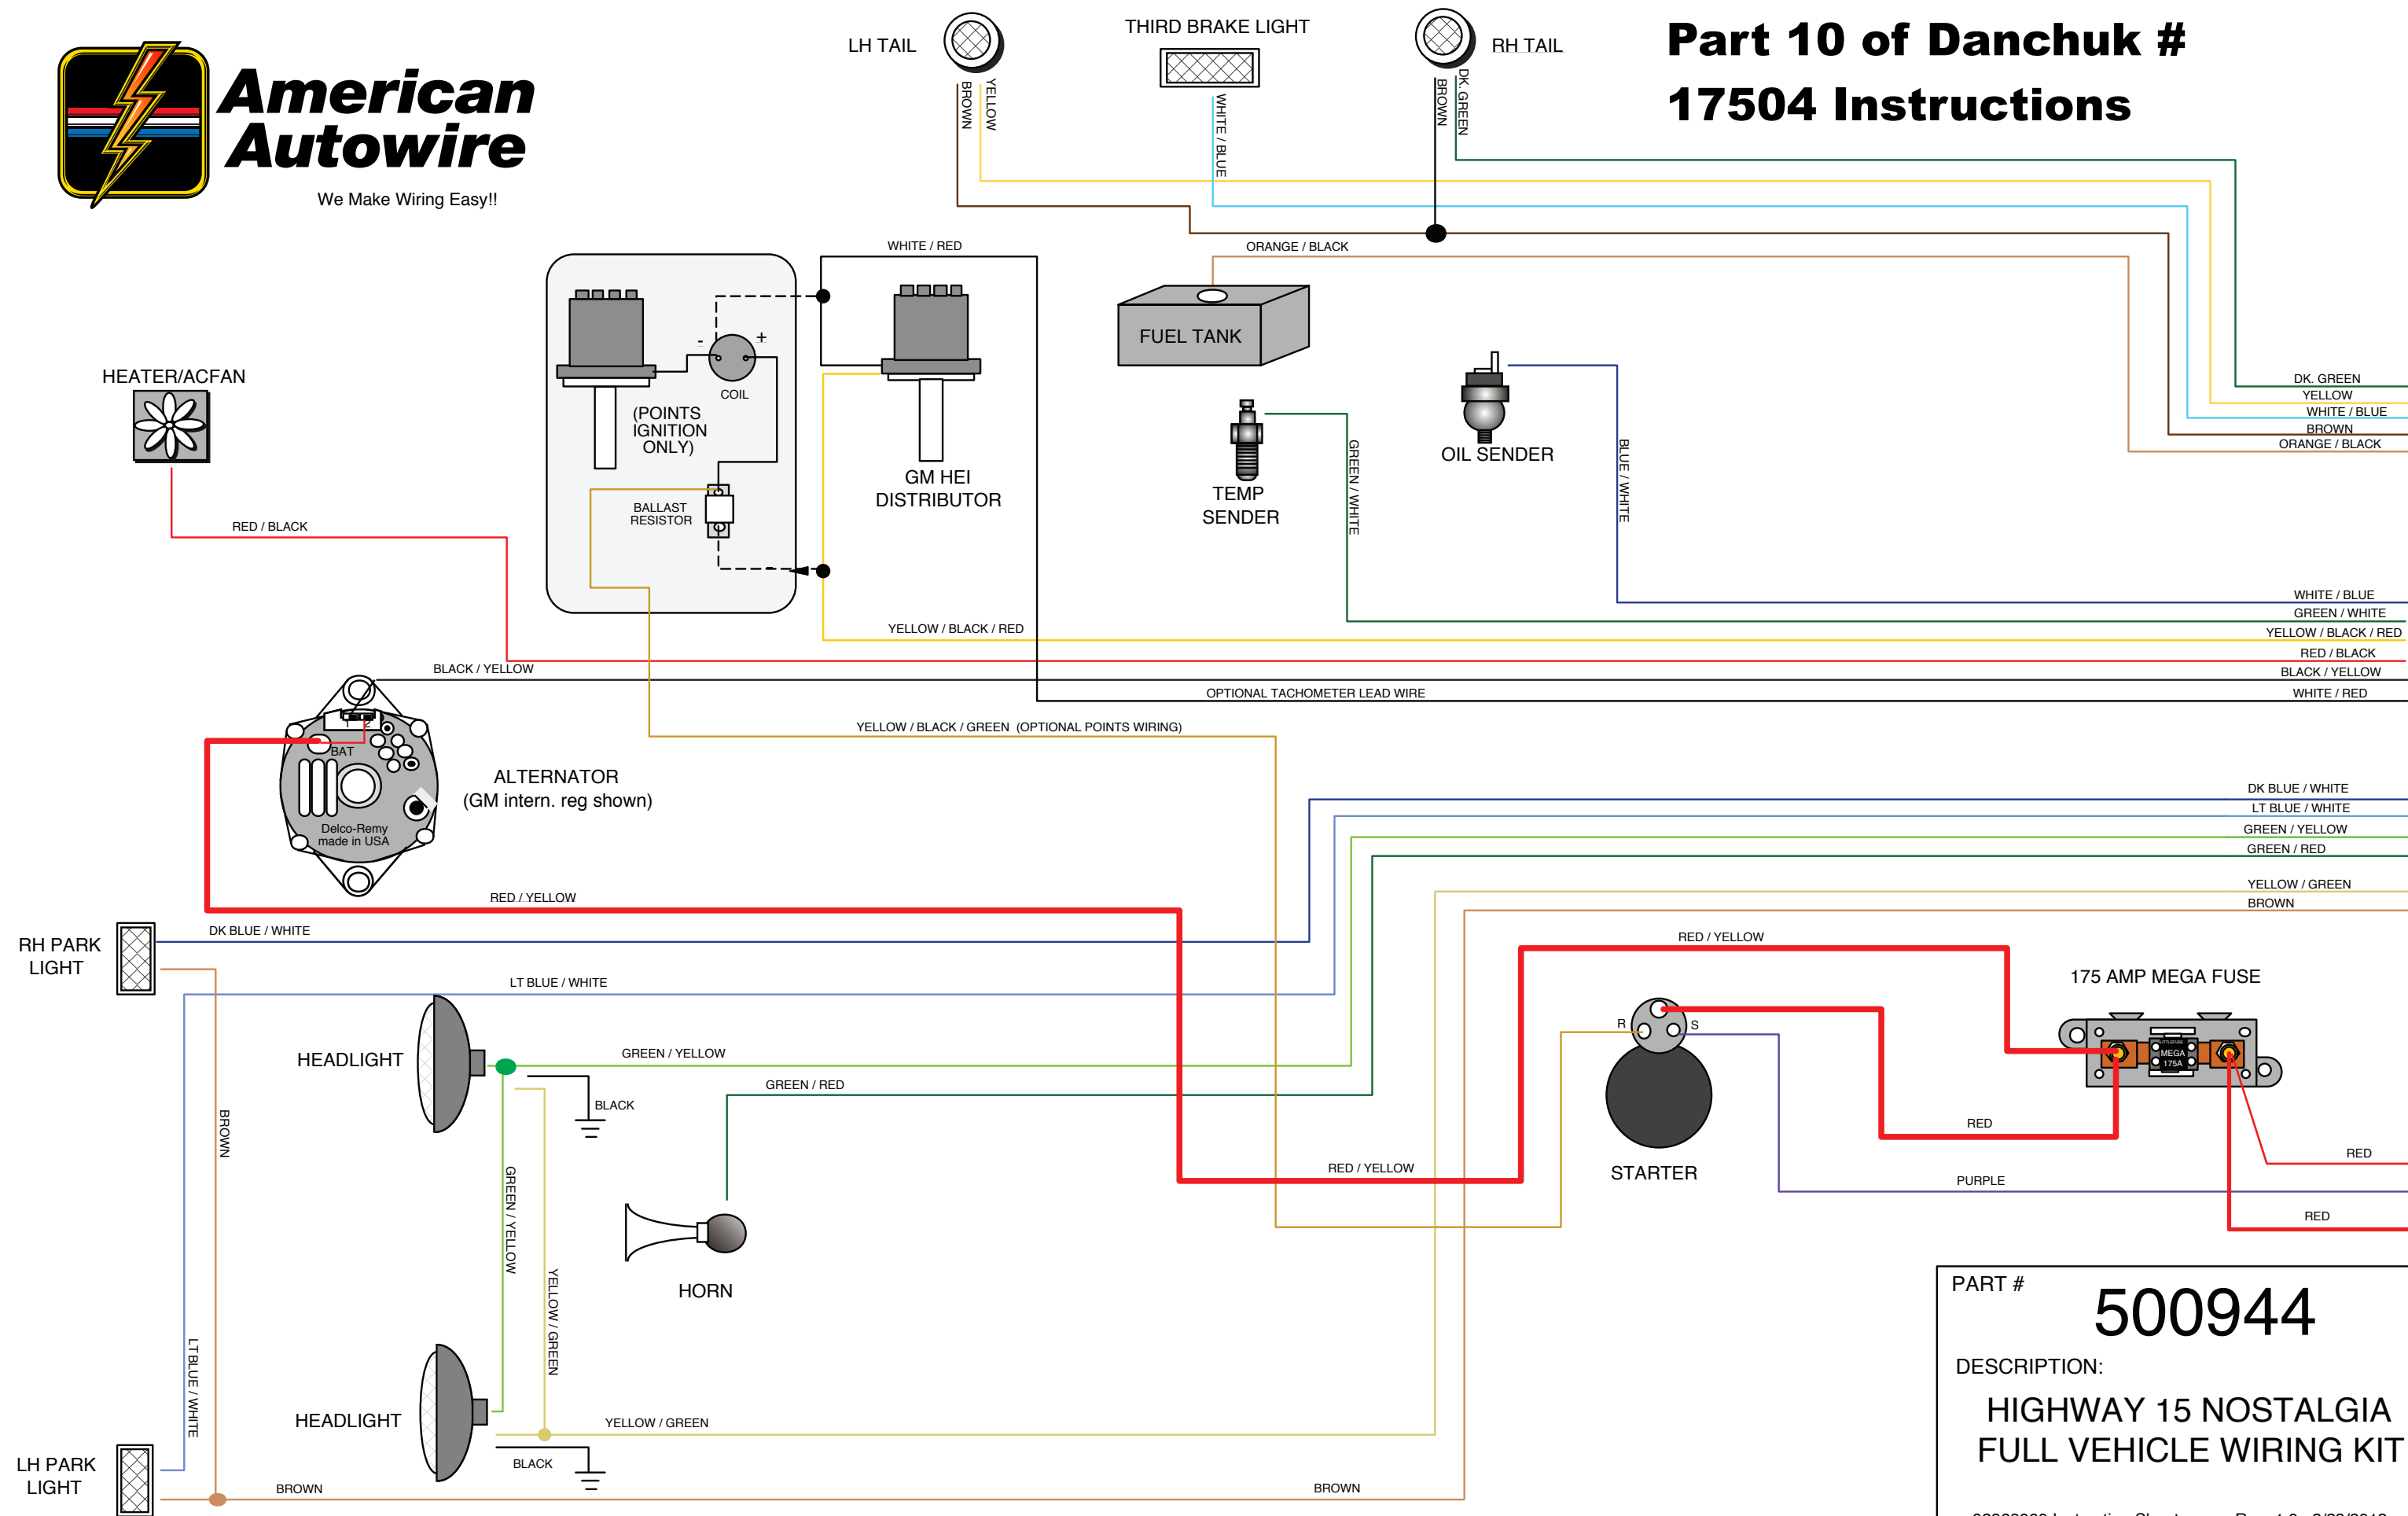 American
Autowire
We Make Wiring Easy!!
LH TAIL
THIRD BRAKE LIGHT
RH TAIL
Part 10 of Danchuk #
17504 Instructions
BROWN
YELLOW
WHITE / BLUE
BROWN
DK. GREEN
WHITE / RED
ORANGE / BLACK
FUEL TANK
- +
COIL
(POINTS
IGNITION
ONLY)
BALLAST
RESISTOR
GM HEI
DISTRIBUTOR
HEATER/ACFAN
RED / BLACK
TEMP
SENDER
GREEN / WHITE
OIL SENDER
BLUE / WHITE
DK. GREEN
YELLOW
WHITE / BLUE
BROWN
ORANGE / BLACK
WHITE / BLUE
GREEN / WHITE
YELLOW / BLACK / RED
YELLOW / BLACK / RED
RED / BLACK
BLACK / YELLOW
BLACK / YELLOW
OPTIONAL TACHOMETER LEAD WIRE
WHITE / RED
YELLOW / BLACK / GREEN (OPTIONAL POINTS WIRING)
1 2
BAT
Delco-Remy
made in USA
ALTERNATOR
(GM intern. reg shown)
DK BLUE / WHITE
LT BLUE / WHITE
GREEN / YELLOW
GREEN / RED
YELLOW / GREEN
BROWN
RED / YELLOW
RH PARK
LIGHT
DK BLUE / WHITE
LT BLUE / WHITE
RED / YELLOW
175 AMP MEGA FUSE
LITTLEFUSE
MEGA
175A
R
S
STARTER
HEADLIGHT
GREEN / YELLOW
GREEN / RED
BLACK
BROWN
GREEN / YELLOW
YELLOW / GREEN
RED / YELLOW
RED
RED
PURPLE
RED
HORN
LT BLUE / WHITE
HEADLIGHT
YELLOW / GREEN
BLACK
LH PARK
LIGHT
BROWN
BROWN
PART #
500944
DESCRIPTION:
HIGHWAY 15 NOSTALGIA
FULL VEHICLE WIRING KIT